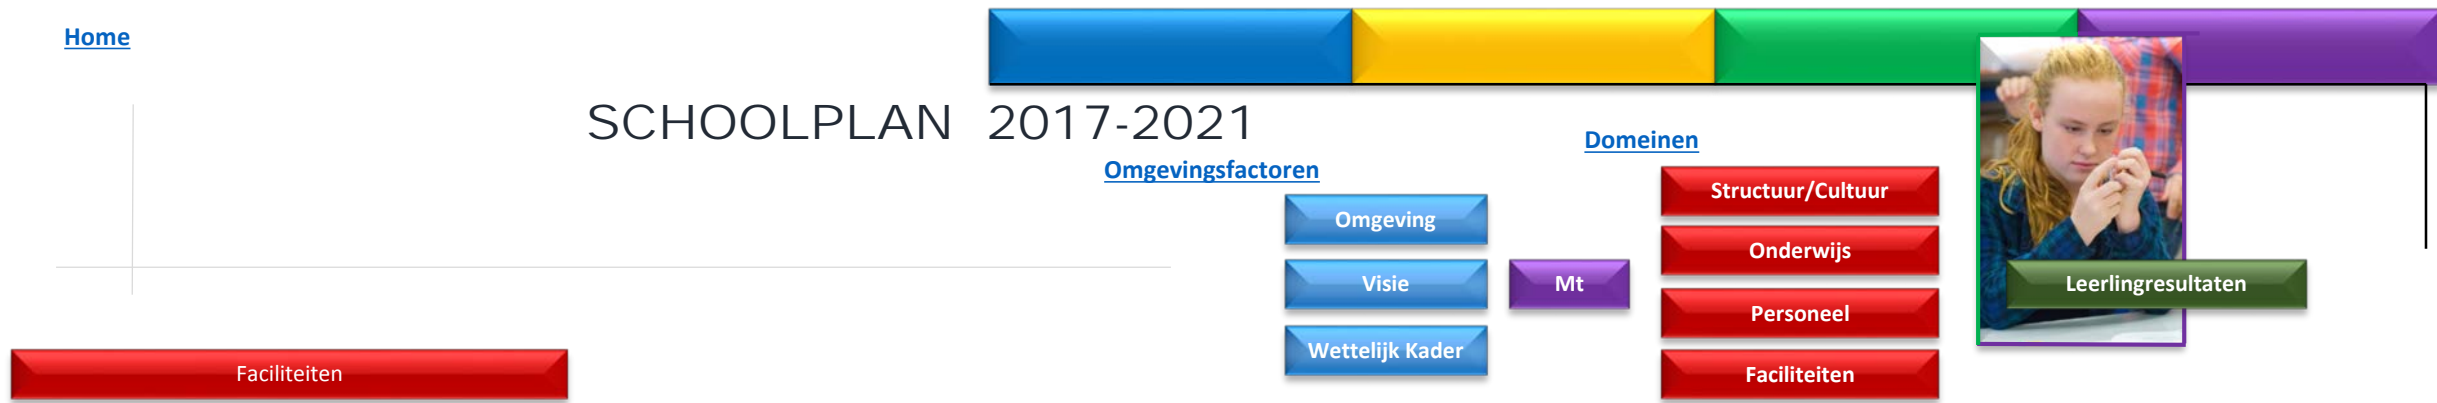 Home
SCHOOLPLAN 2017-2021
Omgevingsfactoren
Domeinen
Omgeving
Visie
Wettelijk Kader
Mt
Structuur/Cultuur
Onderwijs
Personeel
Faciliteiten
Leerlingresultaten
Faciliteiten